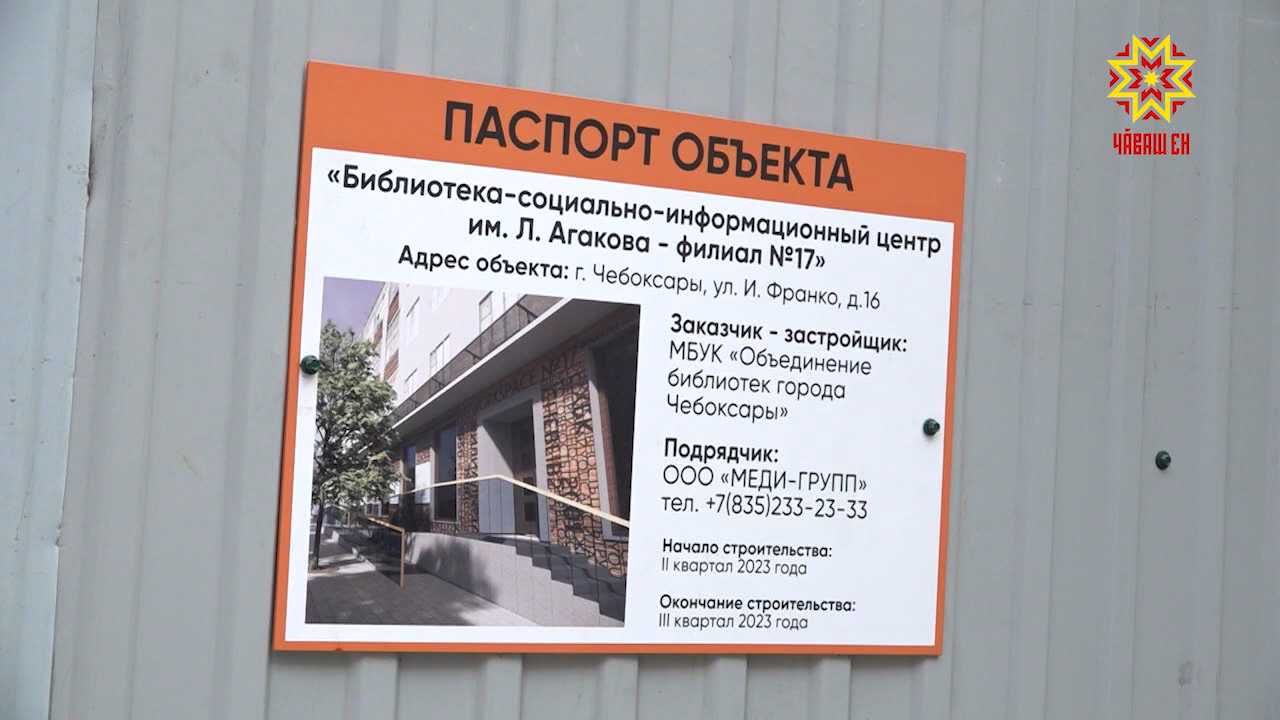 ЧӐВАШ ЕН
ПАСПОРТ ОБЪЕКТА
«Библиотека-социально-информационный центр
им. Л. Агакова - филиал №17»
Адрес объекта: г. Чебоксары, ул. И. Франко, д.16
Заказчик - застройщик:
МБУК «Объединение
библиотек города
Чебоксары»
Подрядчик:
ООО «МЕДИ-ГРУПП»
тел. +7(835)233-23-33
Начало строительства:
II квартал 2023 года
Окончание строительства:
III квартал 2023 года